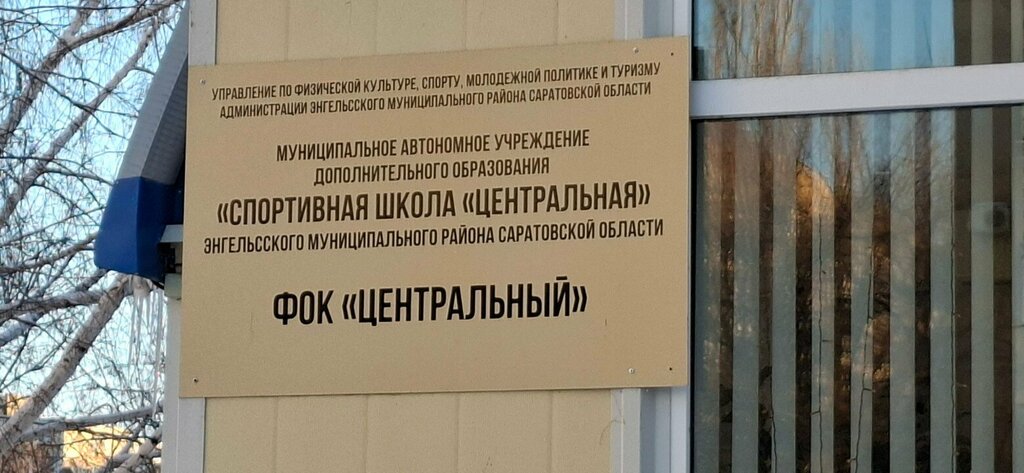 УПРАВЛЕНИЕ ПО ФИЗИЧЕСКОЙ КУЛЬТУРЕ, СПОРТУ, МОЛОДЕЖНОЙ ПОЛИТИКЕ И ТУРИЗМУ
АДМИНИСТРАЦИИ ЭНГЕЛЬССКОГО МУНИЦИПАЛЬНОГО РАЙОНА САРАТОВСКОЙ ОБЛАСТИ
МУНИЦИПАЛЬНОЕ АВТОНОМНОЕ УЧРЕЖДЕНИЕ
ДОПОЛНИТЕЛЬНОГО ОБРАЗОВАНИЯ
«СПОРТИВНАЯ ШКОЛА «ЦЕНТРАЛЬНАЯ»
ЭНГЕЛЬССКОГО МУНИЦИПАЛЬНОГО РАЙОНА САРАТОВСКОЙ ОБЛАСТИ
ФОК «ЦЕНТРАЛЬНЫЙ»